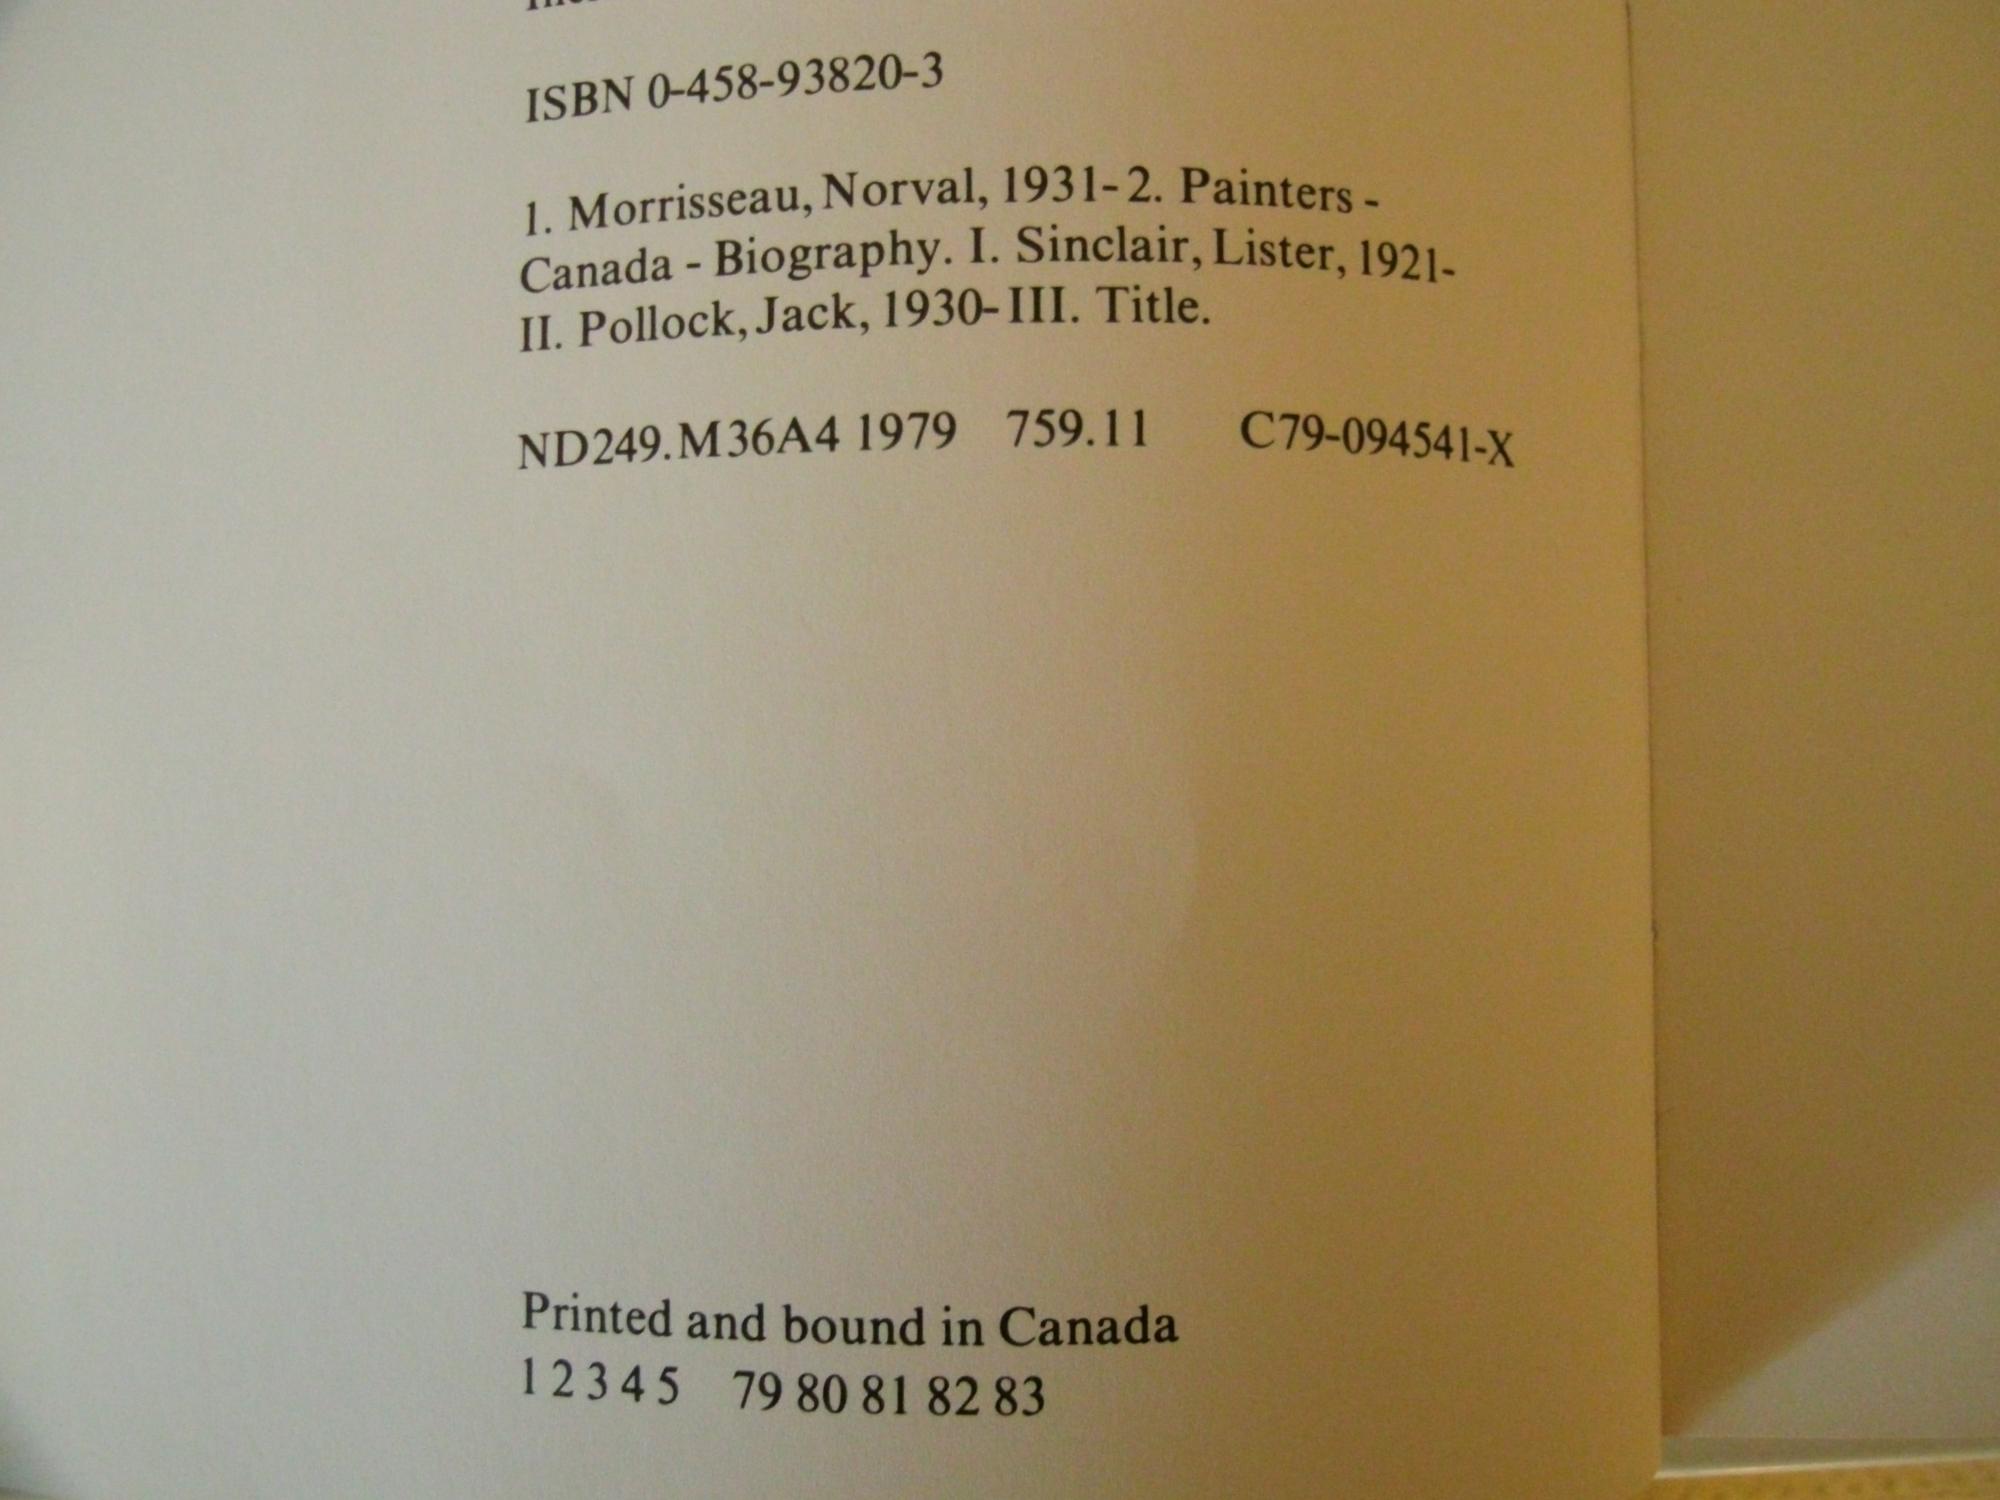 ISBN 0-458-93820-3
1. Morrisseau, Norval, 1931- 2. Painters -
Canada - Biography. I. Sinclair, Lister, 1921-
II. Pollock, Jack, 1930- III. Title.
ND249.M36A4 1979 759.11 C79-094541-X
Printed and bound in Canada
1 2 3 4 5 79 80 81 82 83